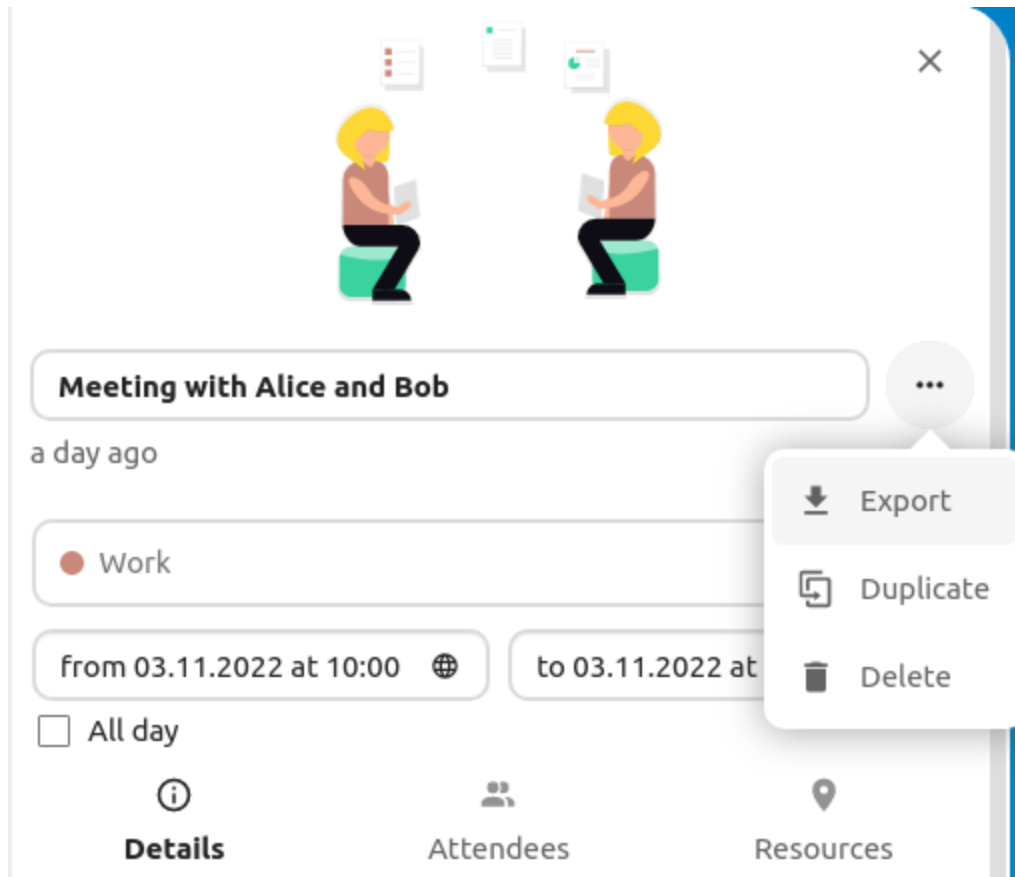 Meeting with Alice and Bob
a day ago
Export
Work
Duplicate
from 03.11.2022 at 10:00
to 03.11.2022 at
Delete
All day
Details
Attendees
Resources